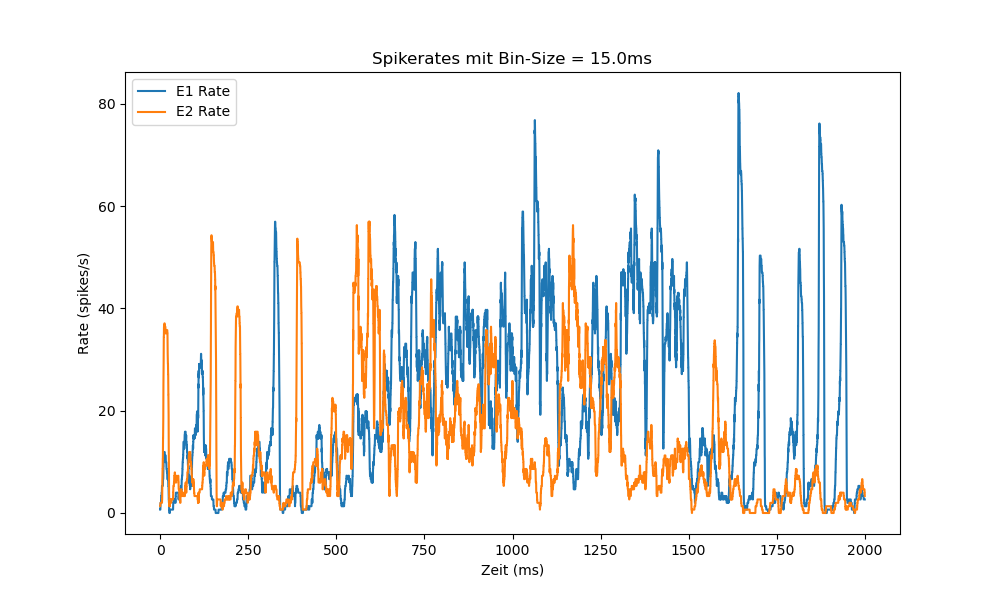 Spikerates mit Bin-Size = 15.0ms
E1 Rate
E2 Rate
Rate (spikes/s)
80
60
40
20
0
0 250 500 750 1000 1250 1500 1750 2000
Zeit (ms)